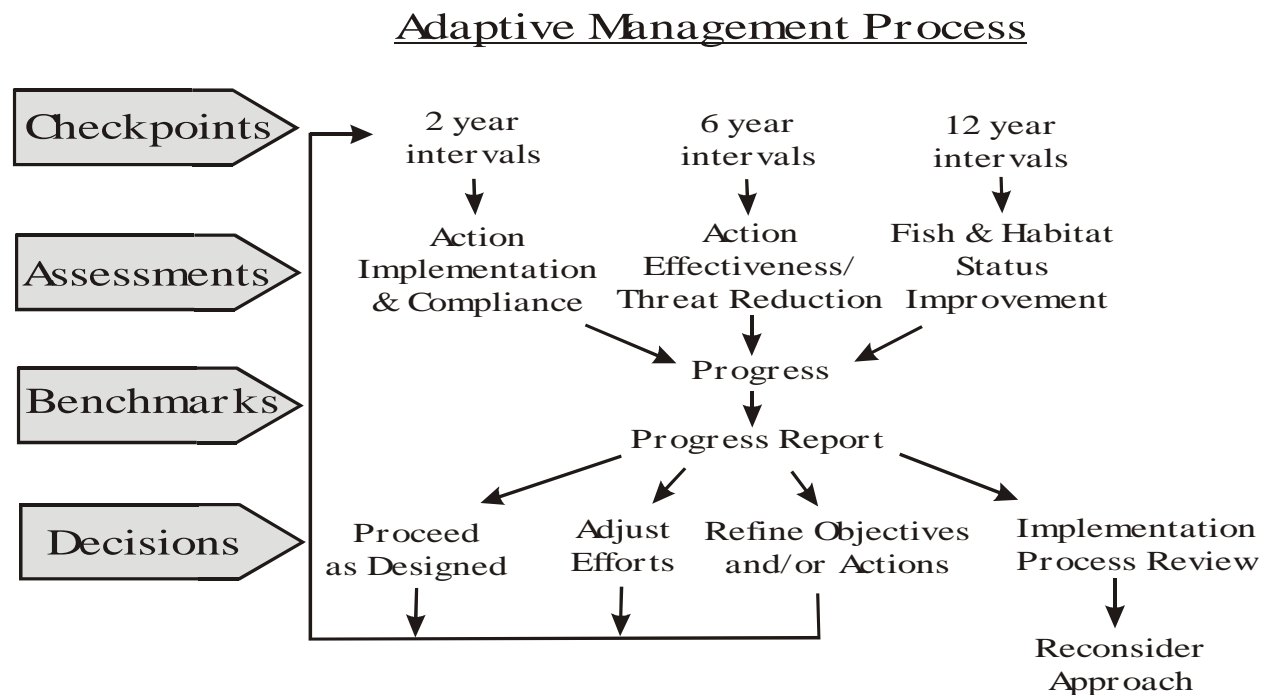 Adaptive Management Process
Checkpoints
2 year
intervals
6 year
intervals
12 year
intervals
Assessments
Action
Implementation
& Compliance
Action
Effectiveness/
Threat Reduction
Fish & Habitat
Status
Improvement
Benchmarks
Progress
Progress Report
Decisions
Proceed
as Designed
Adjust
Efforts
Refine Objectives
and/or Actions
Implementation
Process Review
Reconsider
Approach